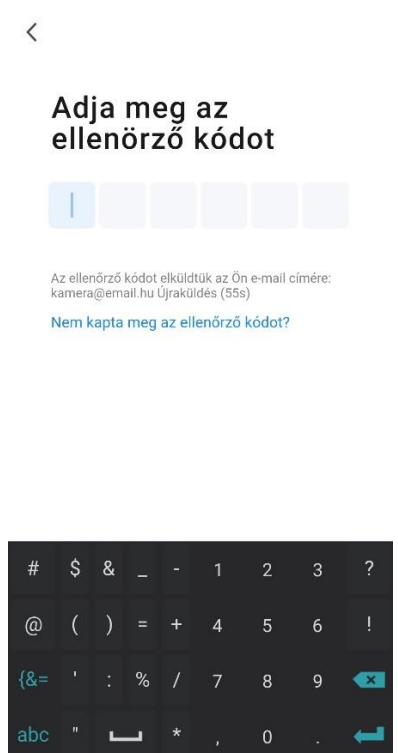 Adja meg az
ellenörző kódot
Az ellenőrző kódot elküldtük az Ön e-mail címére:
kamera@email.hu Újraküldés (55s)
Nem kapta meg az ellenőrző kódot?
# $ & _ - 1 2 3 ?
@ ( ) = + 4 5 6 !
{&= ' : % / 7 8 9
abc " * , 0 .